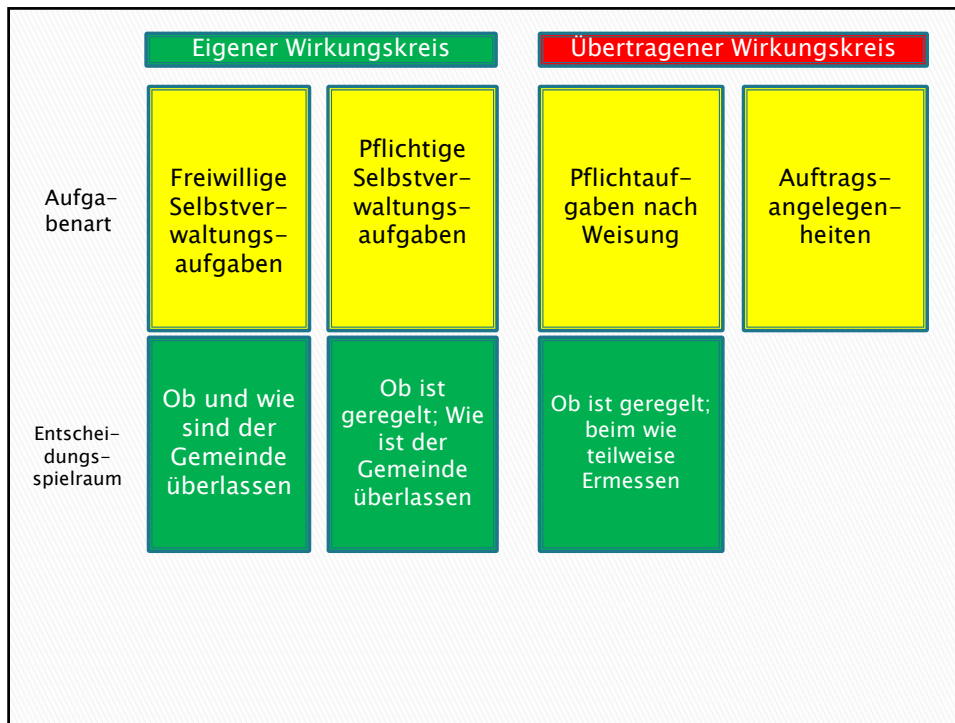 Eigener Wirkungskreis
Übertragener Wirkungskreis
Aufga-
benart
Freiwillige
Selbstver-
waltungs-
aufgaben
Pflichtige
Selbstver-
waltungs-
aufgaben
Pflichtauf-
gaben nach
Weisung
Auftrags-
angelegen-
heiten
Entschei-
dungs-
spielraum
Ob und wie
sind der
Gemeinde
überlassen
Ob ist
geregelt; Wie
ist der
Gemeinde
überlassen
Ob ist geregelt;
beim wie
teilweise
Ermessen